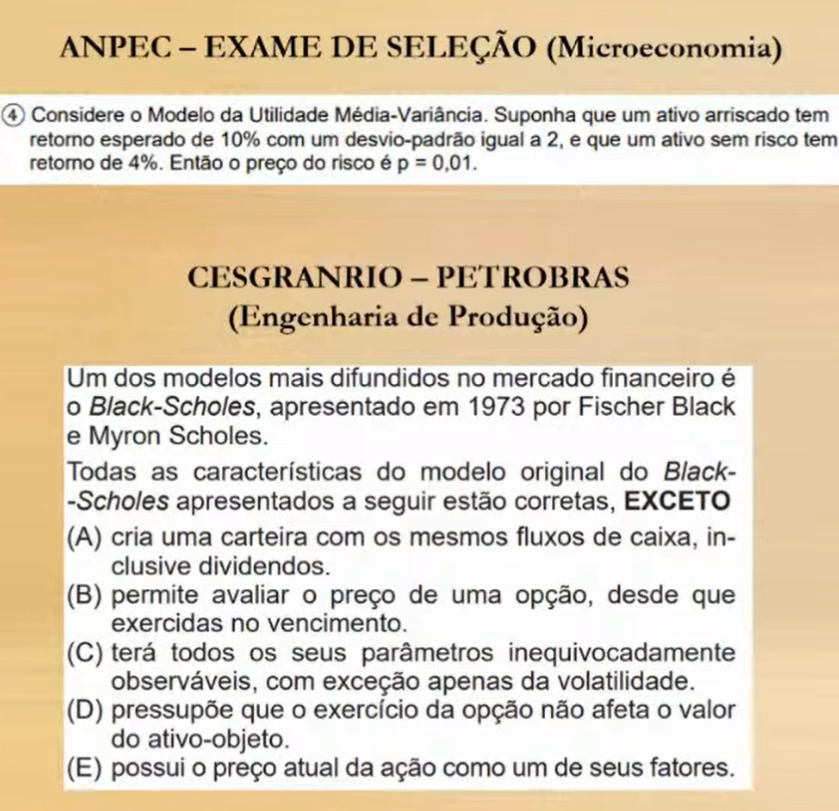 ANPEC – EXAME DE SELEÇÃO (Microeconomia)
④ Considere o Modelo da Utilidade Média-Variância. Suponha que um ativo arriscado tem
retorno esperado de 10% com um desvio-padrão igual a 2, e que um ativo sem risco tem
retorno de 4%. Então o preço do risco é p = 0,01.
CESGRANRIO – PETROBRAS
(Engenharia de Produção)
Um dos modelos mais difundidos no mercado financeiro é
o Black-Scholes, apresentado em 1973 por Fischer Black
e Myron Scholes.
Todas as características do modelo original do Black-
-Scholes apresentados a seguir estão corretas, EXCETO
(A) cria uma carteira com os mesmos fluxos de caixa, in-
clusive dividendos.
(B) permite avaliar o preço de uma opção, desde que
exercidas no vencimento.
(C) terá todos os seus parâmetros inequivocadamente
observáveis, com exceção apenas da volatilidade.
(D) pressupõe que o exercício da opção não afeta o valor
do ativo-objeto.
(E) possui o preço atual da ação como um de seus fatores.